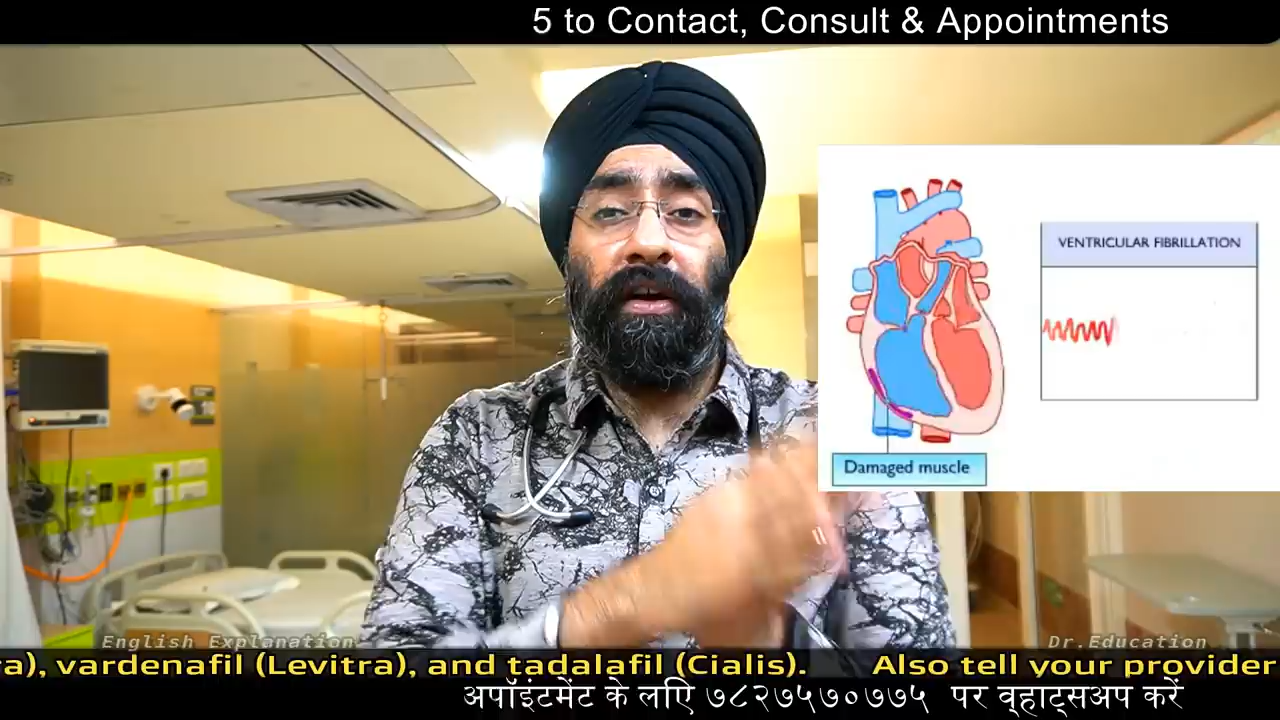 5 to Contact, Consult & Appointments
VENTRICULAR FIBRILLATION
Damaged muscle
English Explanation
Dr.Education
ra), vardenafil (Levitra), and tadalafil (Cialis). Also tell your provider
अपॉइंटमेंट के लिए ७८२७५७०७७५ पर व्हाट्सअप करें